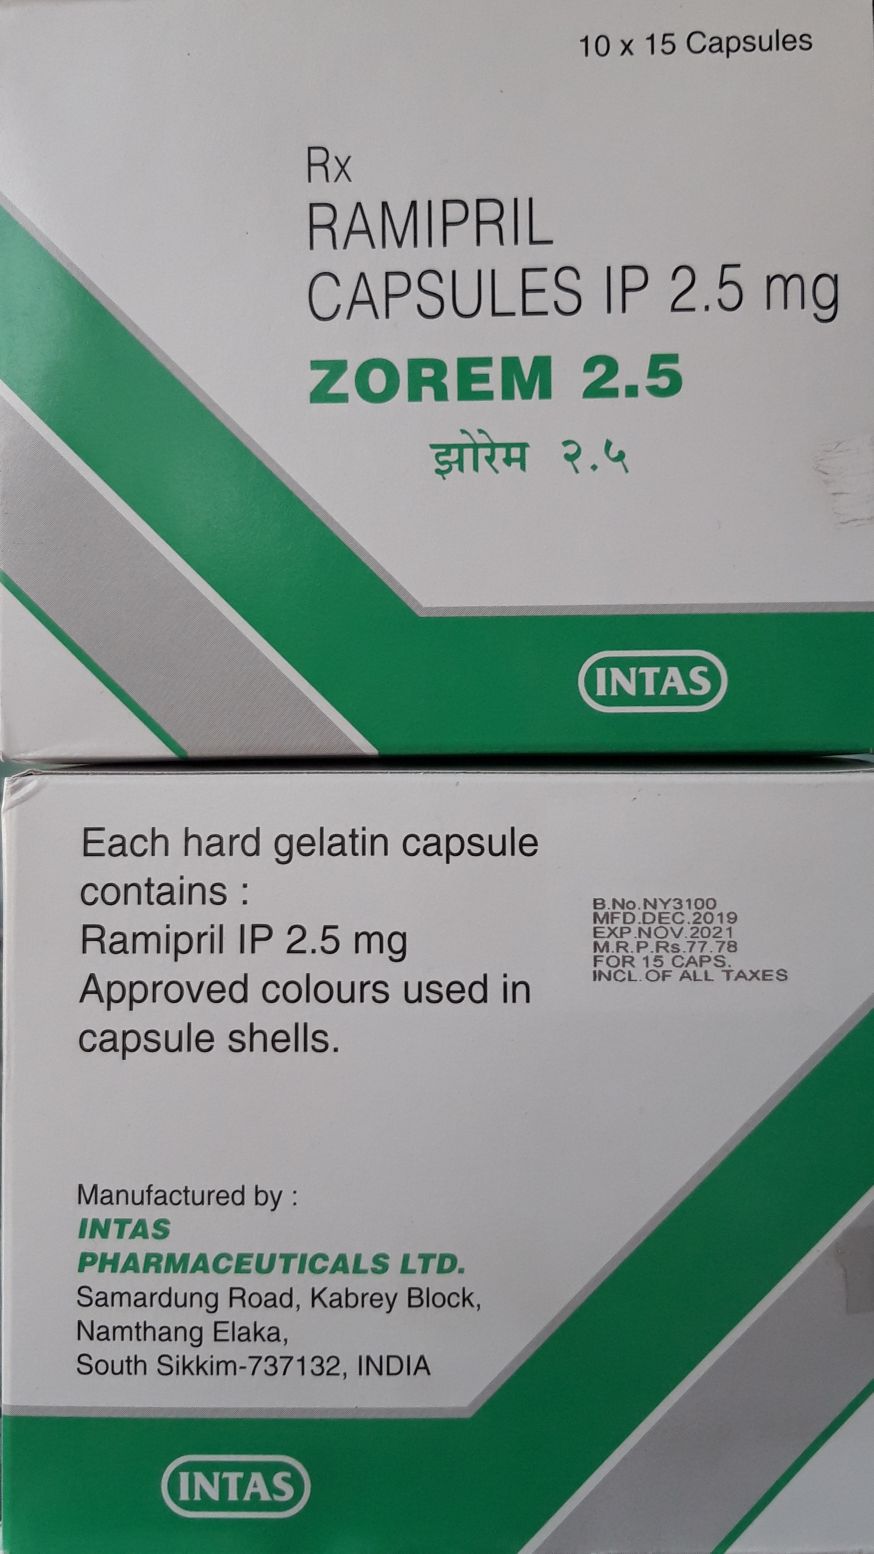 10 x 15 Capsules
Rx
RAMIPRIL
CAPSULES IP 2.5 mg
ZOREM 2.5
झोरेम २.५
INTAS
Each hard gelatin capsule
contains :
Ramipril IP 2.5 mg
Approved colours used in
capsule shells.
B.No.NY3100
MFD.DEC.2019
EXP.NOV.2021
M.R.P.Rs.77.78
FOR 15 CAPS.
INCL.OF ALL TAXES
Manufactured by :
INTAS
PHARMACEUTICALS LTD.
Samardung Road, Kabrey Block,
Namthang Elaka,
South Sikkim-737132, INDIA
INTAS